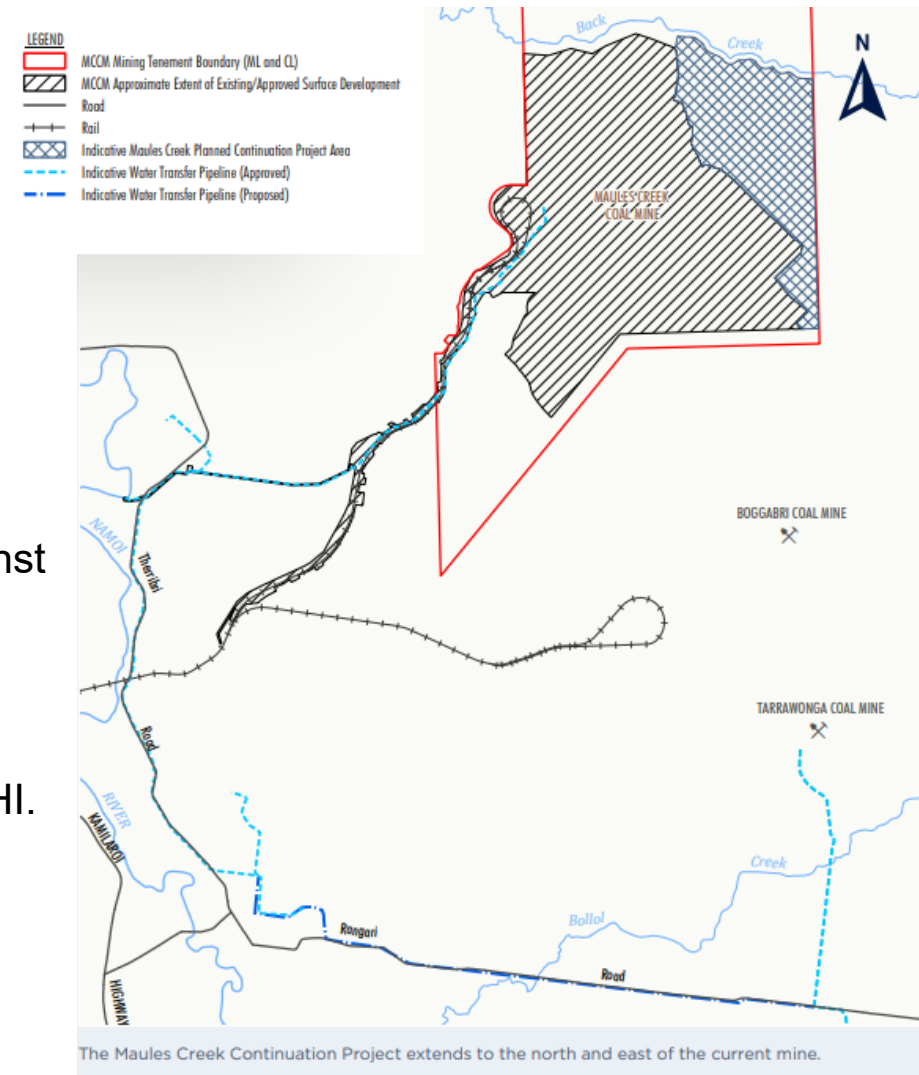 LEGEND
MCCM Mining Tenement Boundary (ML and CL)
MCCM Approximate Extent of Existing/Approved Surface Development
Road
Rail
Indicative Maules Creek Planned Continuation Project Area
Indicative Water Transfer Pipeline (Approved)
Indicative Water Transfer Pipeline (Proposed)
Back
Creek
N
MAULES CREEK
COAL MINE
BOGGABRI COAL MINE
NAMOI
Therribri
nst
TARRAWONGA COAL MINE
Road
HI.
RIVER
KAMILAROI
Creek
Bollol
Rangari
Road
HIGHWAY
The Maules Creek Continuation Project extends to the north and east of the current mine.